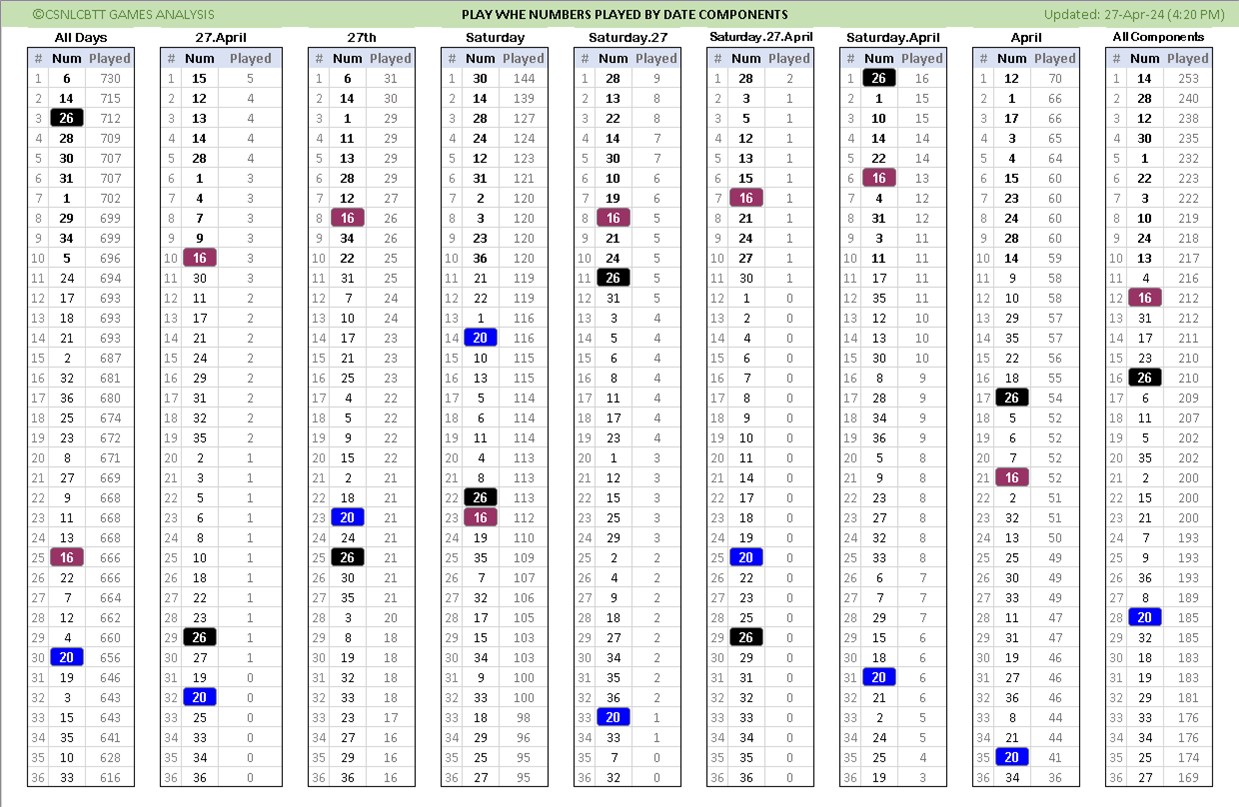 ©CSNLCBTT GAMES ANALYSIS PLAY WHE NUMBERS PLAYED BY DATE COMPONENTS Updated: 27-Apr-24 (4:20 PM)
All Days 27.April 27th Saturday Saturday.27 Saturday.27.April Saturday.April April All Components
# Num Played # Num Played # Num Played # Num Played # Num Played # Num Played # Num Played # Num Played # Num Played
1 6 730 1 15 5 1 6 31 1 30 144 1 28 9 1 28 2 1 26 16 1 12 70 1 14 253
2 14 715 2 12 4 2 14 30 2 14 139 2 13 8 2 3 1 2 1 15 2 1 66 2 28 240
3 26 712 3 13 4 3 1 29 3 28 127 3 22 8 3 5 1 3 10 15 3 17 66 3 12 238
4 28 709 4 14 4 4 11 29 4 24 124 4 14 7 4 12 1 4 14 14 4 3 64 4 30 235
5 30 707 5 28 4 5 13 29 5 12 123 5 30 7 5 13 1 5 22 14 5 4 64 5 1 232
6 31 707 6 1 3 6 28 29 6 31 121 6 10 6 6 15 1 6 16 13 6 15 60 6 22 223
7 1 702 7 4 3 7 12 27 7 2 120 7 19 6 7 16 1 7 4 12 7 23 60 7 3 222
8 29 699 8 7 3 8 16 26 8 3 120 8 16 5 8 21 1 8 31 12 8 24 60 8 10 219
9 34 699 9 9 3 9 34 26 9 23 120 9 21 5 9 24 1 9 3 11 9 28 60 9 24 218
10 5 696 10 16 3 10 22 25 10 36 120 10 24 5 10 27 1 10 11 11 10 14 59 10 13 217
11 24 694 11 30 3 11 31 25 11 21 119 11 26 5 11 30 1 11 17 11 11 9 58 11 4 216
12 17 693 12 11 2 12 7 24 12 22 119 12 31 5 12 1 0 12 35 11 12 10 58 12 16 212
13 18 693 13 17 2 13 10 24 13 1 116 13 3 4 13 2 0 13 12 10 13 29 57 13 31 212
14 21 693 14 21 2 14 17 23 14 20 116 14 5 4 14 4 0 14 13 10 14 35 57 14 17 211
15 2 687 15 24 2 15 21 23 15 10 115 15 6 4 15 6 0 15 30 10 15 22 56 15 23 210
16 32 681 16 29 2 16 25 23 16 13 115 16 8 4 16 7 0 16 8 9 16 18 55 16 26 210
17 36 680 17 31 2 17 4 22 17 5 114 17 11 4 17 8 0 17 28 9 17 26 54 17 6 209
18 25 674 18 32 2 18 5 22 18 6 114 18 17 4 18 9 0 18 34 9 18 5 52 18 11 207
19 23 672 19 35 2 19 9 22 19 11 114 19 23 4 19 10 0 19 36 9 19 6 52 19 5 202
20 8 671 20 2 1 20 15 22 20 4 113 20 1 3 20 11 0 20 5 8 20 7 52 20 35 202
21 27 669 21 3 1 21 2 21 21 8 113 21 12 3 21 14 0 21 9 8 21 16 52 21 2 200
22 9 668 22 5 1 22 18 21 22 26 113 22 15 3 22 17 0 22 23 8 22 2 51 22 15 200
23 11 668 23 6 1 23 20 21 23 16 112 23 25 3 23 18 0 23 27 8 23 32 51 23 21 200
24 13 668 24 8 1 24 24 21 24 19 110 24 29 3 24 19 0 24 32 8 24 13 50 24 7 193
25 16 666 25 10 1 25 26 21 25 35 109 25 2 2 25 20 0 25 33 8 25 25 49 25 9 193
26 22 666 26 18 1 26 30 21 26 7 107 26 4 2 26 22 0 26 6 7 26 30 49 26 36 193
27 7 664 27 22 1 27 35 21 27 32 106 27 9 2 27 23 0 27 7 7 27 33 49 27 8 189
28 12 662 28 23 1 28 3 20 28 17 105 28 18 2 28 25 0 28 29 7 28 11 47 28 20 185
29 4 660 29 26 1 29 8 18 29 15 103 29 27 2 29 26 0 29 15 6 29 31 47 29 32 185
30 20 656 30 27 1 30 19 18 30 34 103 30 34 2 30 29 0 30 18 6 30 19 46 30 18 183
31 19 646 31 19 0 31 32 18 31 9 100 31 35 2 31 31 0 31 20 6 31 27 46 31 19 183
32 3 643 32 20 0 32 33 18 32 33 100 32 36 2 32 32 0 32 21 6 32 36 46 32 29 181
33 15 643 33 25 0 33 23 17 33 18 98 33 20 1 33 33 0 33 2 5 33 8 44 33 33 176
34 35 641 34 33 0 34 27 16 34 29 96 34 33 1 34 34 0 34 24 5 34 21 44 34 34 176
35 10 628 35 34 0 35 29 16 35 25 95 35 7 0 35 35 0 35 25 4 35 20 41 35 25 174
36 33 616 36 36 0 36 36 16 36 27 95 36 32 0 36 36 0 36 19 3 36 34 36 36 27 169